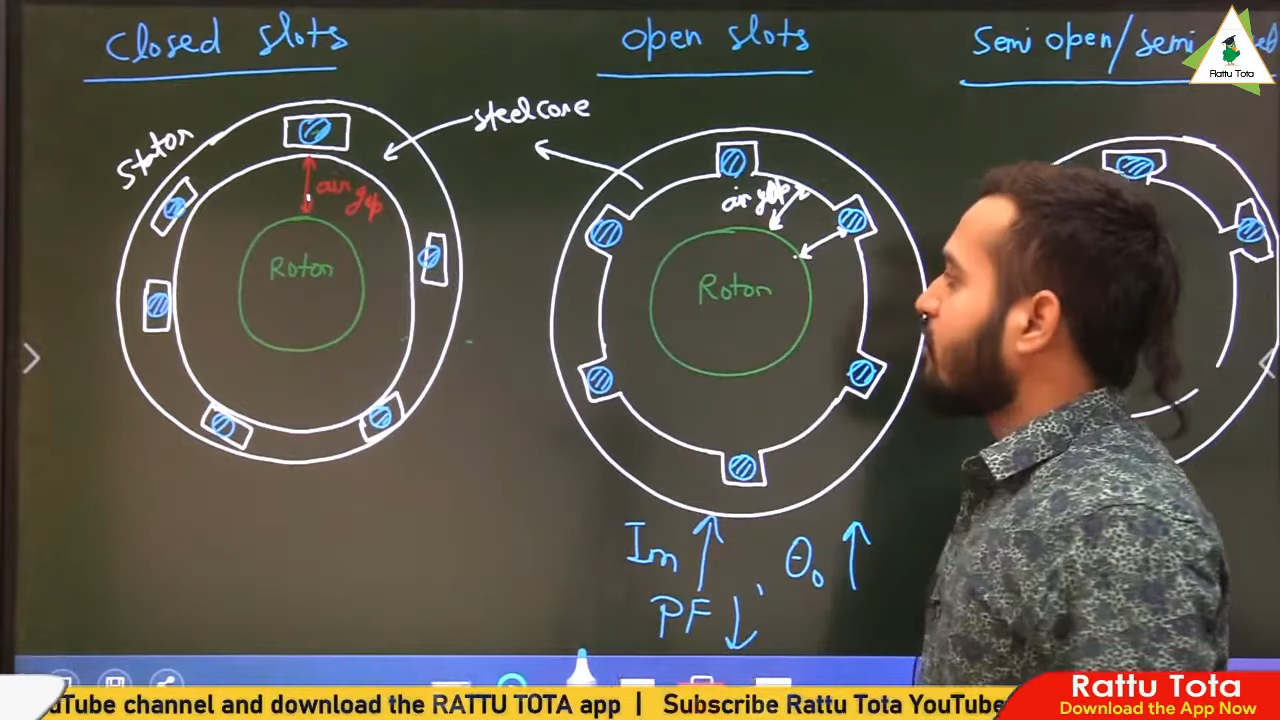 Closed slots
open slots
Semi open/semi
Rattu Tota
Stator
steel core
air gap
air gap
Rotor
Rotor
Im ↑ θ₀ ↑
PF ↓
uTube channel and download the RATTU TOTA app | Subscribe Rattu Tota YouTube
Rattu Tota
Download the App Now